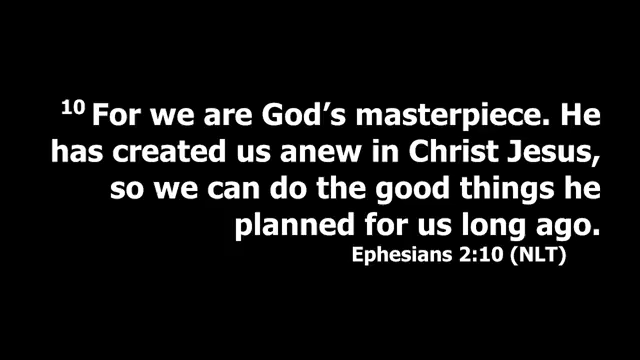 10 For we are God’s masterpiece. He
has created us anew in Christ Jesus,
so we can do the good things he
planned for us long ago.
Ephesians 2:10 (NLT)